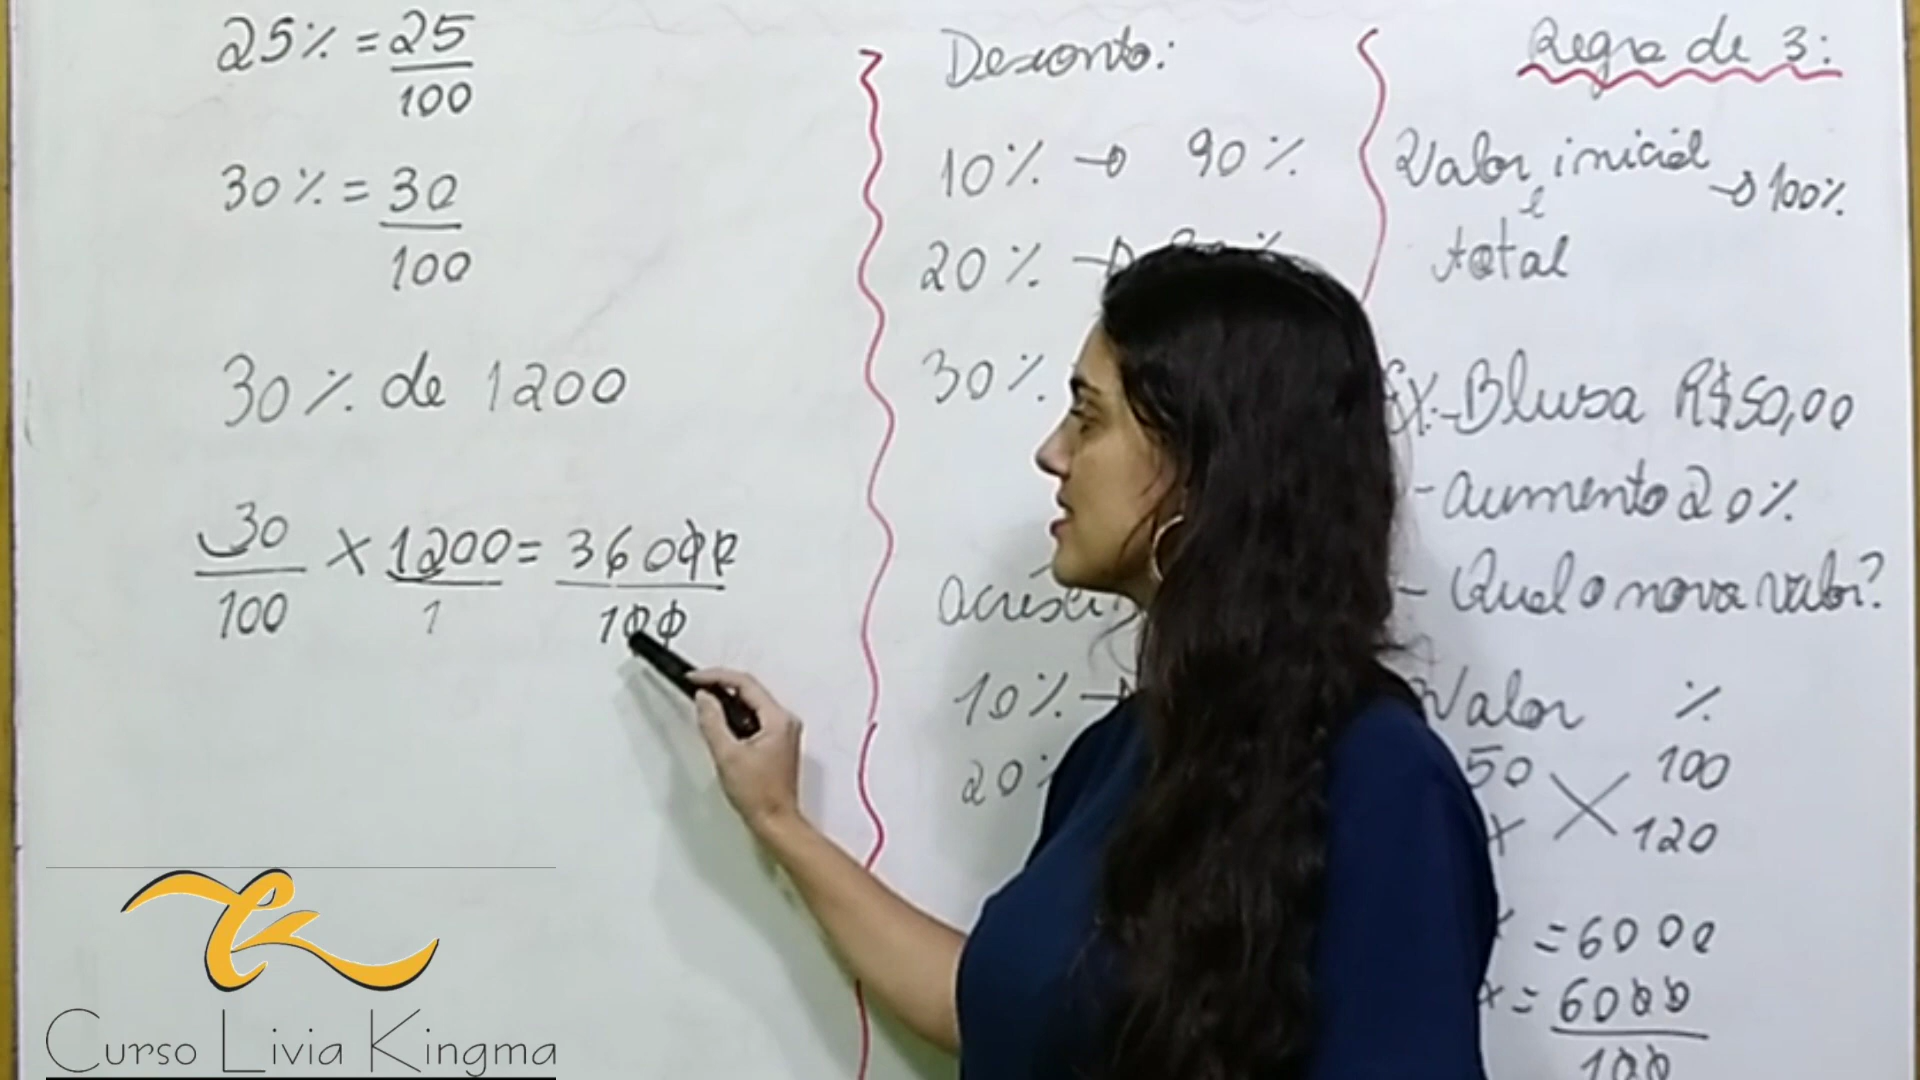 25% = 25
100
30% = 30
100
30% de 1200
30 x 1200 = 36000
100 1 100
Desconto:
10% → 90%
20% →
30%
10% →
20%
Regra de 3:
Valor inicial → 100%
e
total
Ex:- Blusa R$50,00
- Aumento 20%
- Qual o novo valor?
Valor %
50 100
x 120
x = 6000
x = 6000
100
Curso Livia Kingma